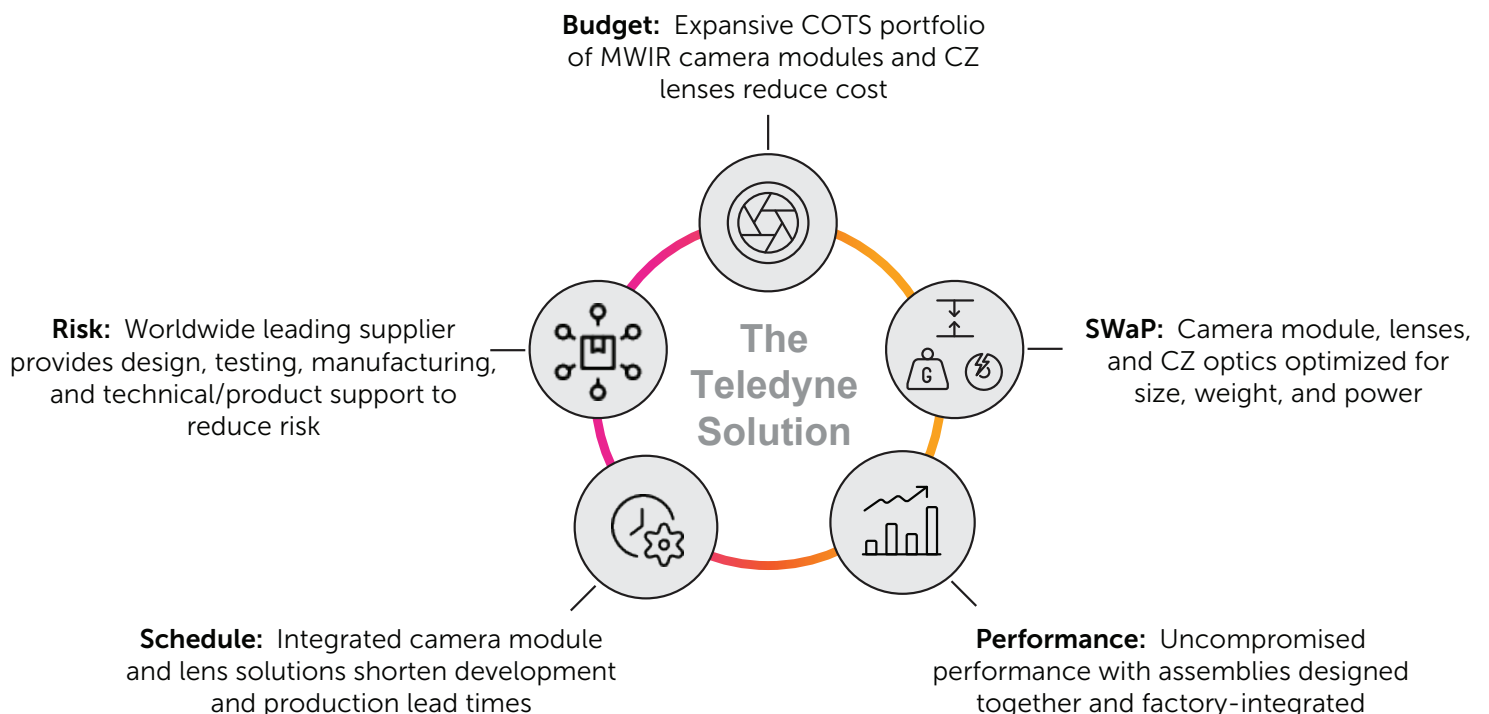 Budget: Expansive COTS portfolio
of MWIR camera modules and CZ
lenses reduce cost
The
Teledyne
Solution
Risk: Worldwide leading supplier
provides design, testing, manufacturing,
and technical/product support to
reduce risk
SWaP: Camera module, lenses,
and CZ optics optimized for
size, weight, and power
G
Schedule: Integrated camera module
and lens solutions shorten development
and production lead times
Performance: Uncompromised
performance with assemblies designed
together and factory-integrated